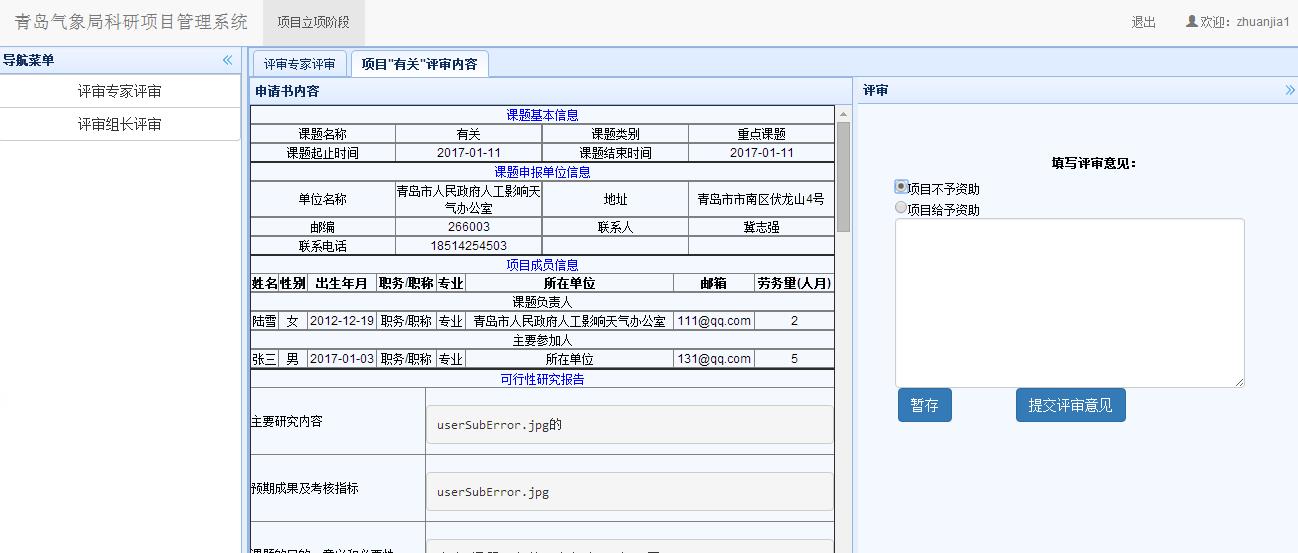 青岛气象局科研项目管理系统 项目立项阶段 退出 欢迎: zhuanjia1
导航菜单 «
评审专家评审
评审组长评审
评审专家评审 项目"有关"评审内容
申请书内容
课题基本信息
课题名称 有关 课题类别 重点课题
课题起止时间 2017-01-11 课题结束时间 2017-01-11
课题申报单位信息
单位名称 青岛市人民政府人工影响天 地址 青岛市市南区伏龙山4号
气办公室
邮编 266003 联系人 冀志强
联系电话 18514254503
项目成员信息
姓名 性别 出生年月 职务/职称 专业 所在单位 邮箱 劳务量(人月)
课题负责人
陆雪 女 2012-12-19 职务/职称 专业 青岛市人民政府人工影响天气办公室 111@qq.com 2
主要参加人
张三 男 2017-01-03 职务/职称 专业 所在单位 131@qq.com 5
可行性研究报告
主要研究内容 userSubError.jpg的
预期成果及考核指标 userSubError.jpg
评审 »
填写评审意见:
项目不予资助
项目给予资助
暂存 提交评审意见